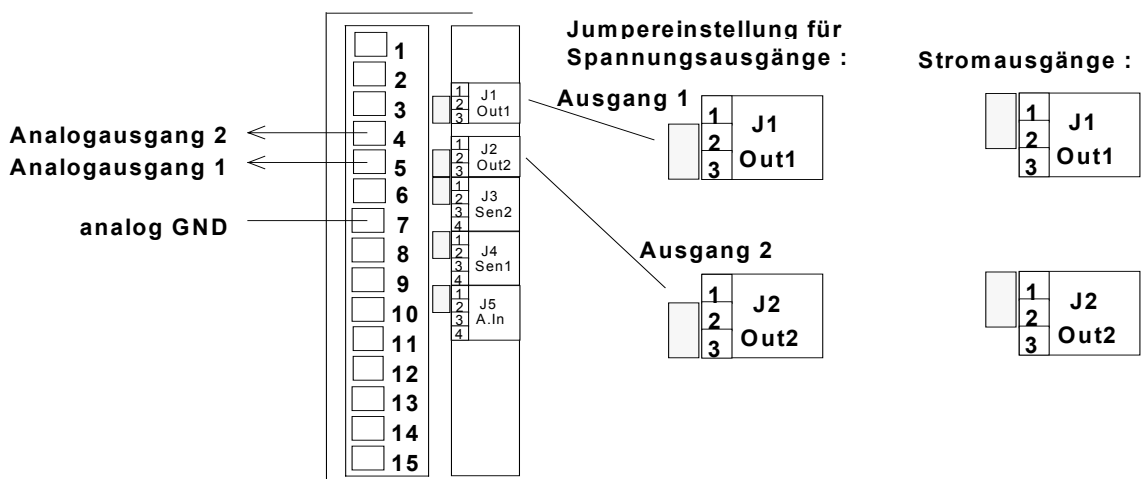 Jumpereinstellung für
Spannungsausgänge :
Stromausgänge :
Analogausgang 2
Analogausgang 1
analog GND
1
2
3
4
5
6
7
8
9
10
11
12
13
14
15
1
2
3
J1
Out1
1
2
3
J2
Out2
1
2
3
4
J3
Sen2
1
2
3
4
J4
Sen1
1
2
3
4
J5
A.In
Ausgang 1
1
2
3
J1
Out1
Ausgang 2
1
2
3
J2
Out2
1
2
3
J1
Out1
1
2
3
J2
Out2